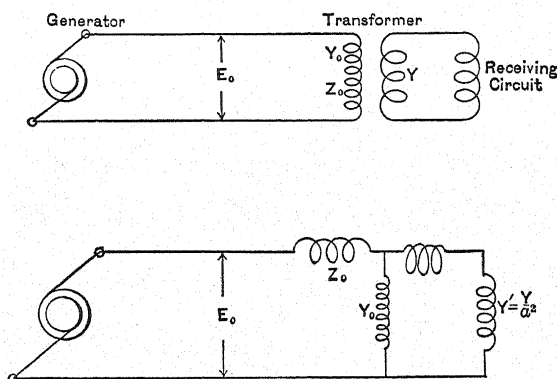 Generator
Transformer
E₀
Y₀
Z₀
Y
Receiving
Circuit
E₀
Z₀
Y₀
Y'=Y/a²